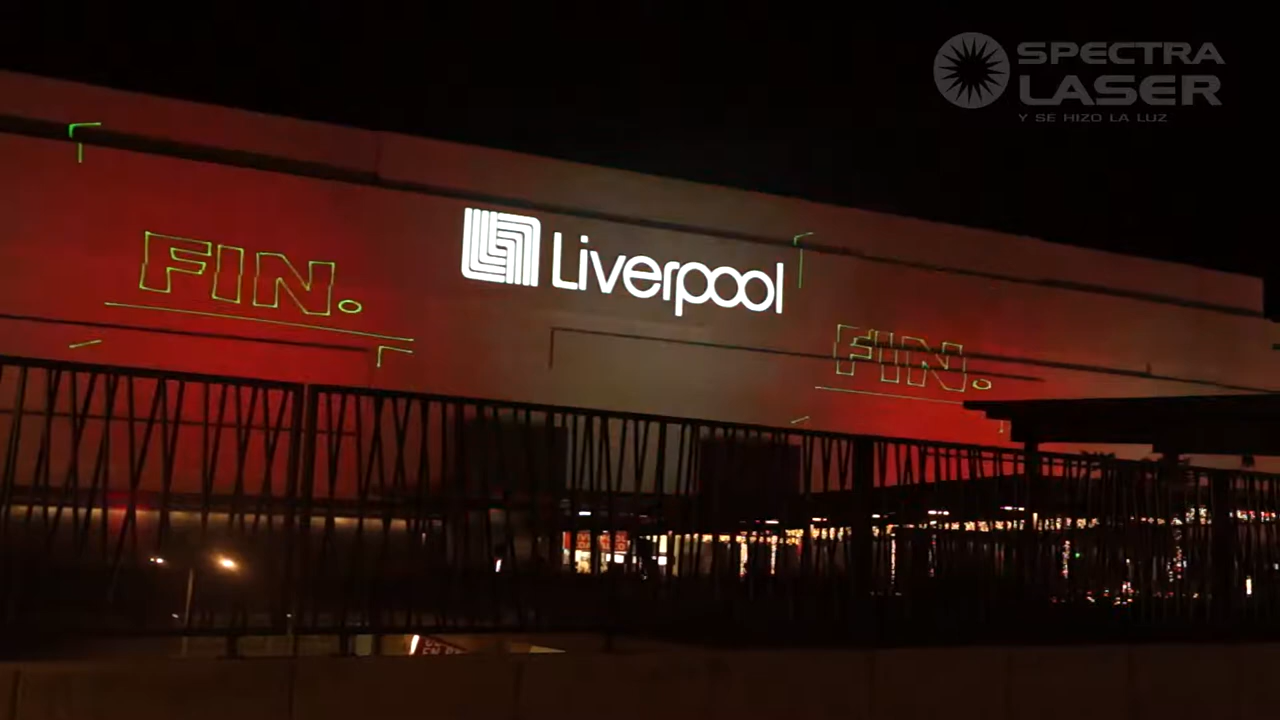 SPECTRA
LASER
Y SE HIZO LA LUZ
Liverpool
FIN.
FIN.